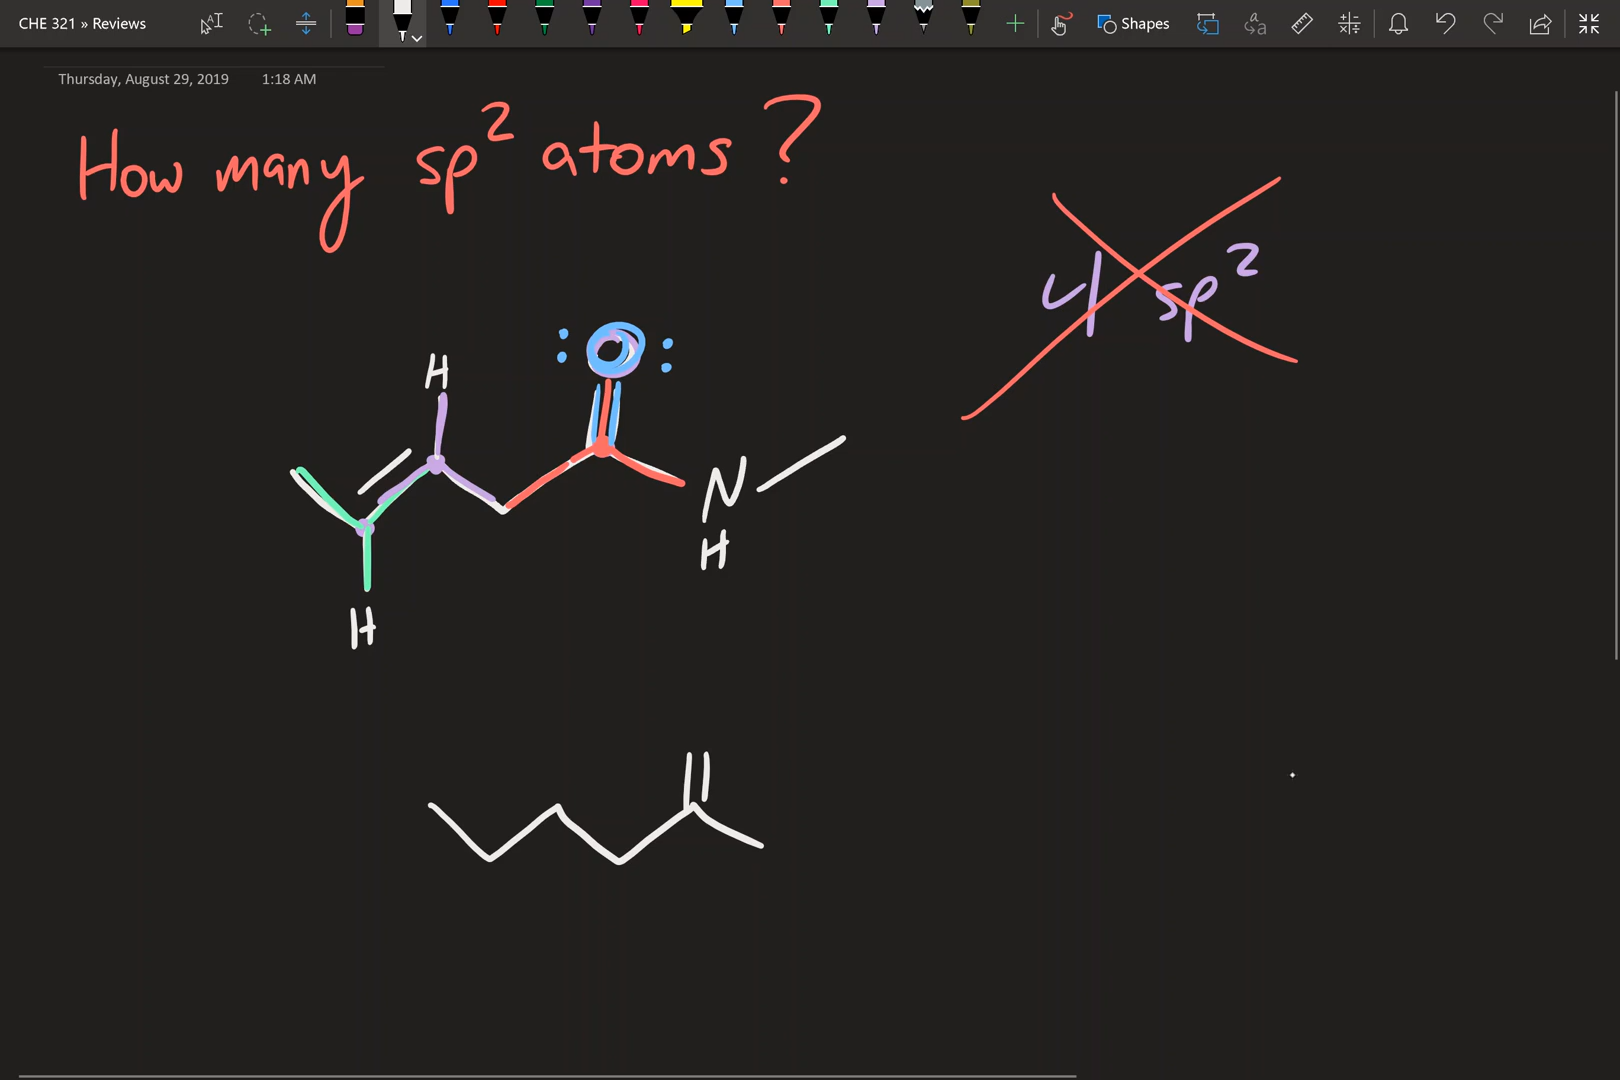 CHE 321 » Reviews
Shapes
Thursday, August 29, 2019 1:18 AM
How many sp² atoms?
4 sp²
H
O
N
H
H